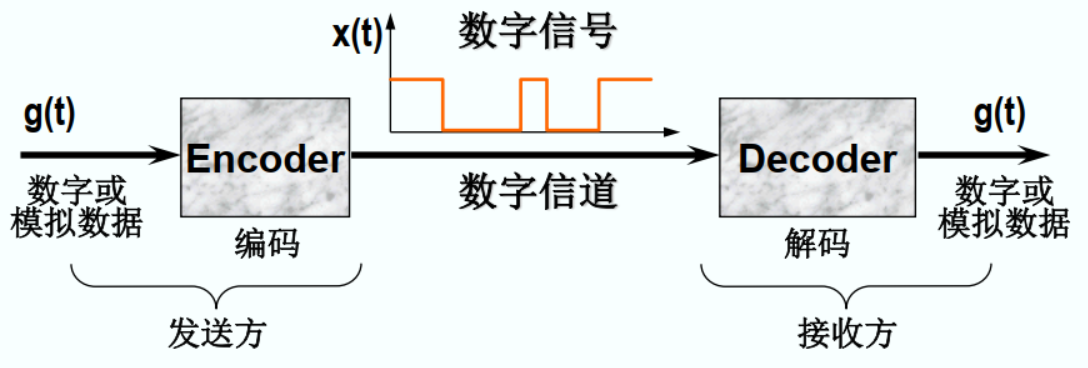 x(t)
数字信号
g(t)
Encoder
Decoder
g(t)
数字或
模拟数据
数字信道
数字或
模拟数据
编码
解码
发送方
接收方